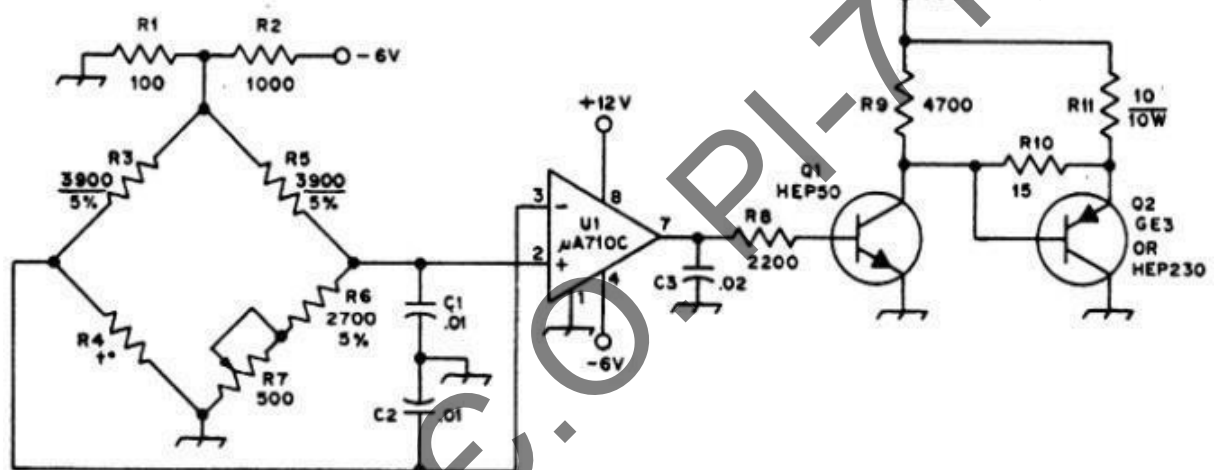 R1
100
R2
1000
-6V
R3
3900
5%
R5
3900
5%
R4
t°
R6
2700
5%
R7
500
C1
.01
C2
.01
+12V
3
2
-
+
U1
μA710C
8
7
1
4
-6V
C3
.02
R8
2200
Q1
HEP50
R9
4700
R10
15
R11
10
10W
Q2
GE3
OR
HEP230